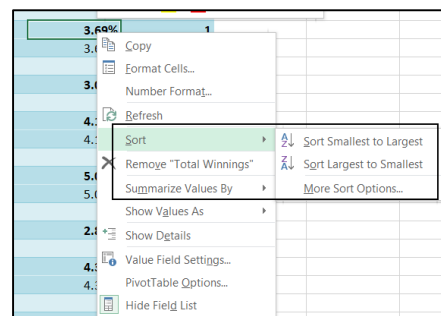 3.69% 1
3.6
Copy
Format Cells...
3.0
Number Format...
Refresh
4.1
Sort
Sort Smallest to Largest
Remove "Total Winnings"
Sort Largest to Smallest
5.0
Summarize Values By
More Sort Options...
5.0
Show Values As
2.8
Show Details
Value Field Settings...
4.3
PivotTable Options...
4.3
Hide Field List